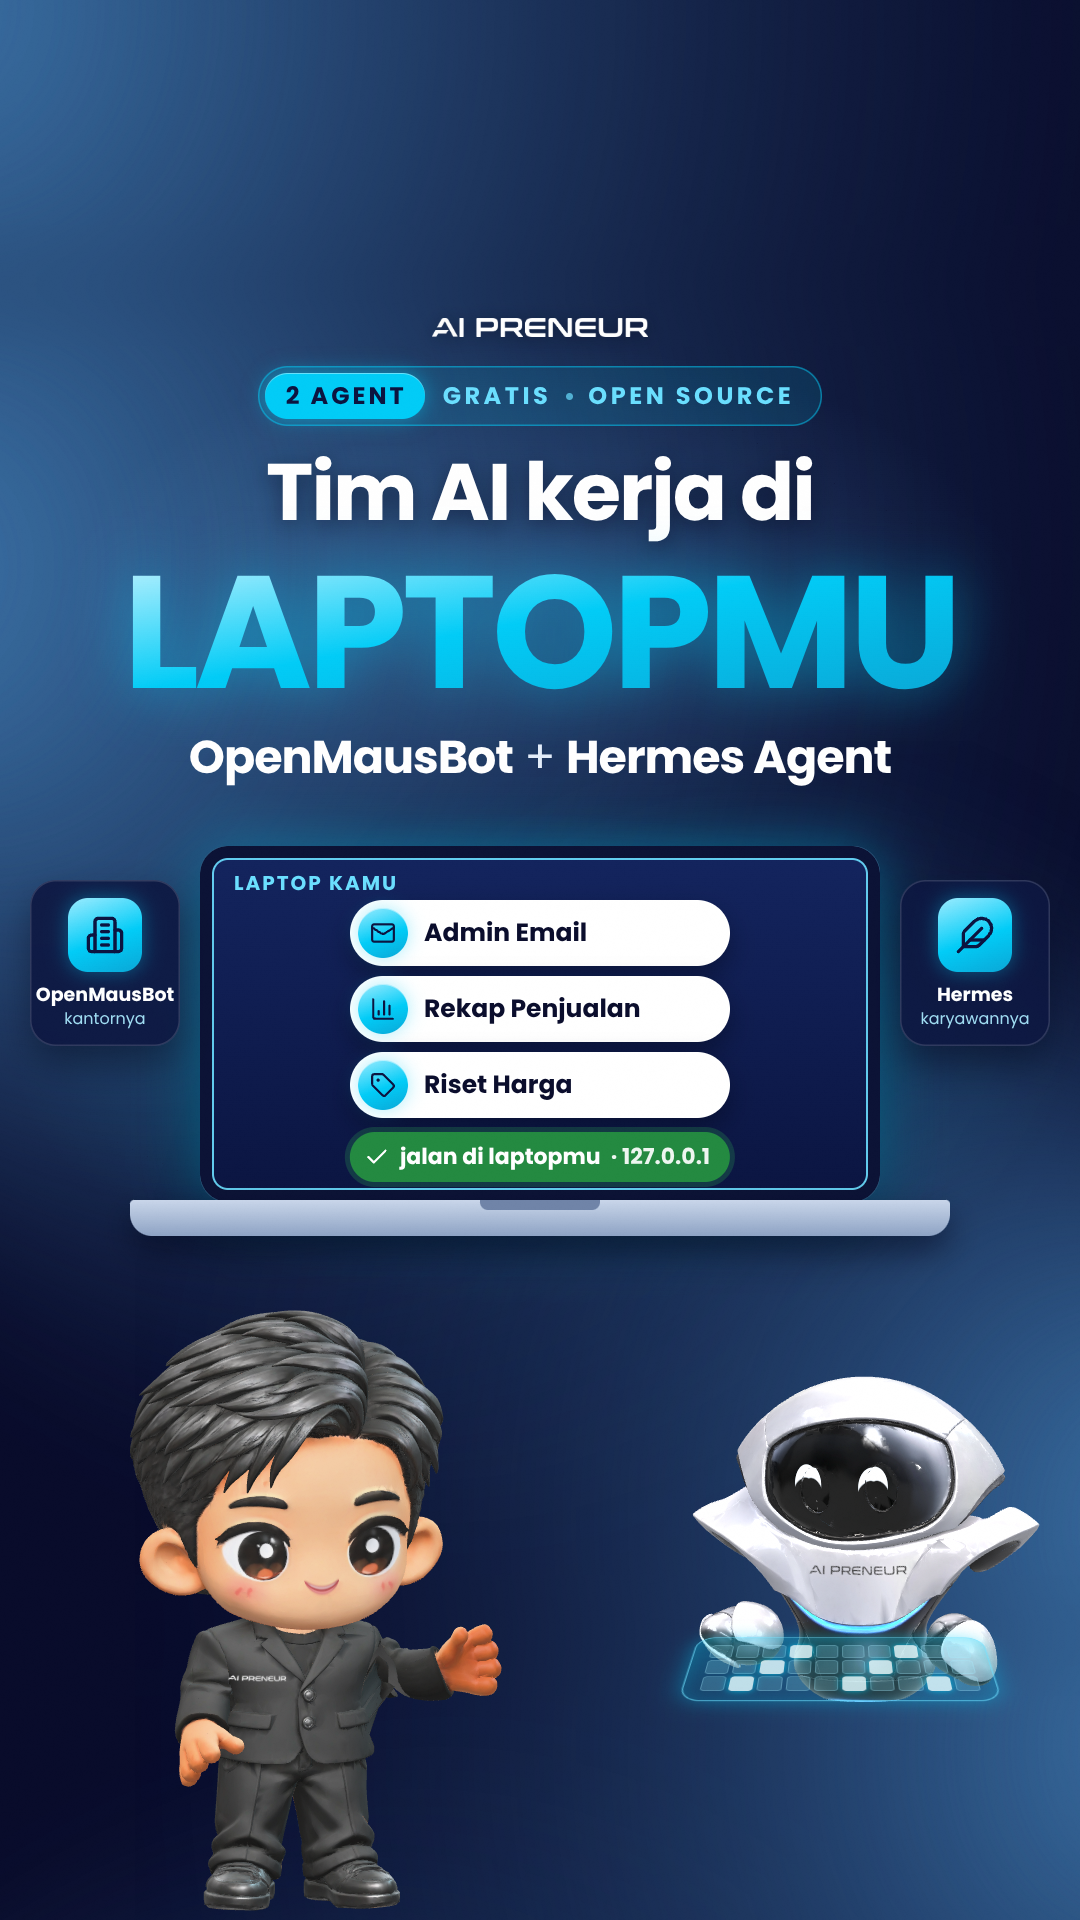 AI PRENEUR
2 AGENT GRATIS • OPEN SOURCE
Tim AI kerja di
LAPTOPMU
OpenMausBot + Hermes Agent
LAPTOP KAMU
Admin Email
Rekap Penjualan
Riset Harga
jalan di laptopmu · 127.0.0.1
OpenMausBot
kantornya
Hermes
karyawannya
AI PRENEUR
AI PRENEUR